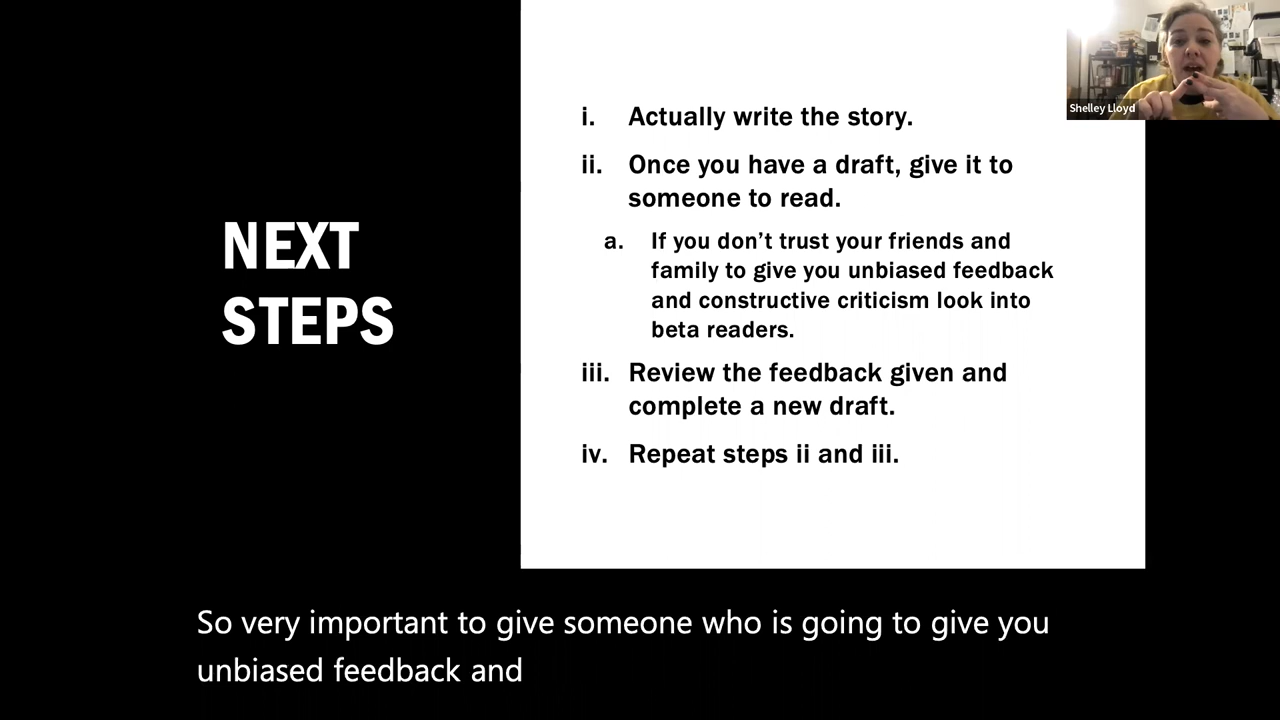 Shelley Lloyd
NEXT
STEPS
i. Actually write the story.
ii. Once you have a draft, give it to
someone to read.
a. If you don’t trust your friends and
family to give you unbiased feedback
and constructive criticism look into
beta readers.
iii. Review the feedback given and
complete a new draft.
iv. Repeat steps ii and iii.
So very important to give someone who is going to give you
unbiased feedback and